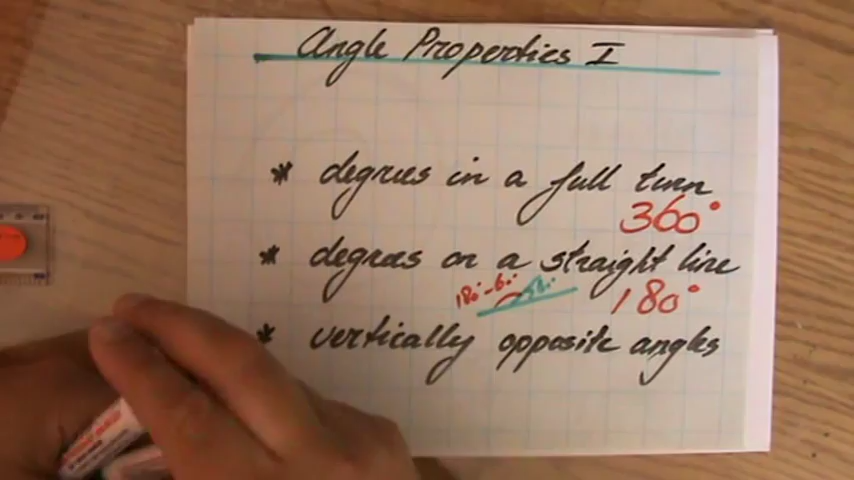 Angle Properties I
* degrees in a full turn
360°
* degrees on a straight line
180°
* vertically opposite angles